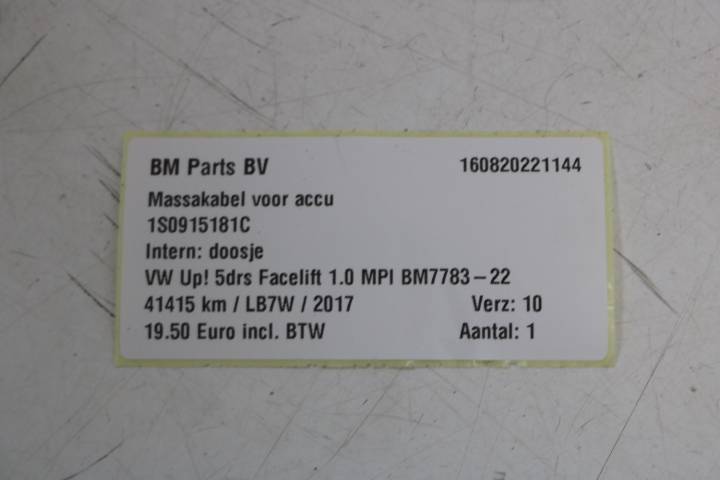 BM Parts BV 160820221144
Massakabel voor accu
1S0915181C
Intern: doosje
VW Up! 5drs Facelift 1.0 MPI BM7783-22
41415 km / LB7W / 2017 Verz: 10
19.50 Euro incl. BTW Aantal: 1